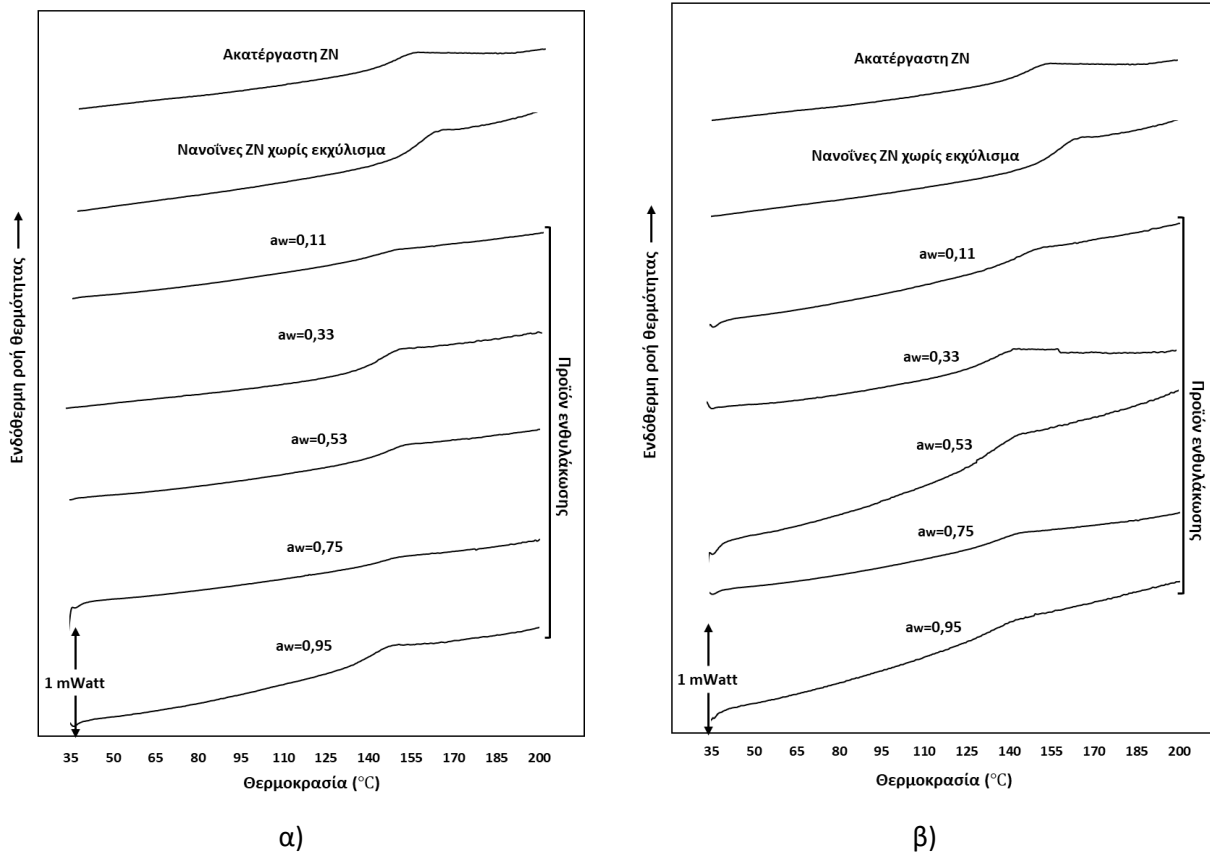 Ακατέργαστη ΖΝ
Νανοΐνες ΖΝ χωρίς εκχύλισμα
aw=0,11
aw=0,33
aw=0,53
aw=0,75
aw=0,95
1 mWatt
Ενδόθερμη ροή θερμότητας
Προϊόν ενθυλάκωσης
35 50 65 80 95 110 125 140 155 170 185 200
Θερμοκρασία (°C)
α)
Ακατέργαστη ΖΝ
Νανοΐνες ΖΝ χωρίς εκχύλισμα
aw=0,11
aw=0,33
aw=0,53
aw=0,75
aw=0,95
1 mWatt
Ενδόθερμη ροή θερμότητας
Προϊόν ενθυλάκωσης
35 50 65 80 95 110 125 140 155 170 185 200
Θερμοκρασία (°C)
β)